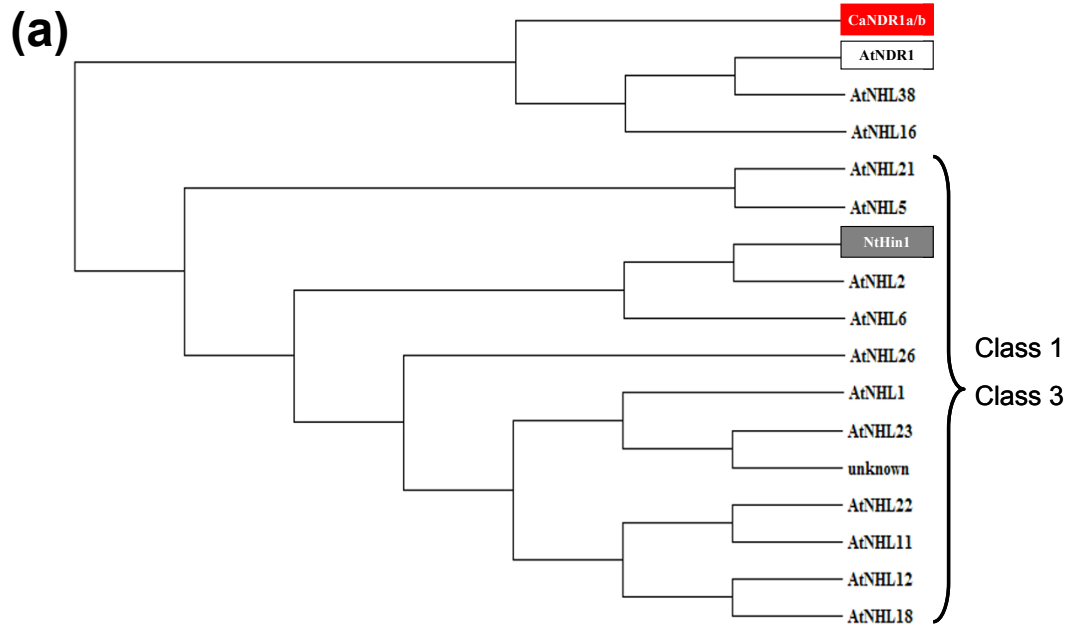 (a)
CaNDR1a/b
AtNDR1
AtNHL38
AtNHL16
AtNHL21
AtNHL5
NtHin1
AtNHL2
AtNHL6
AtNHL26
AtNHL1
AtNHL23
unknown
AtNHL22
AtNHL11
AtNHL12
AtNHL18
Class 1
Class 3